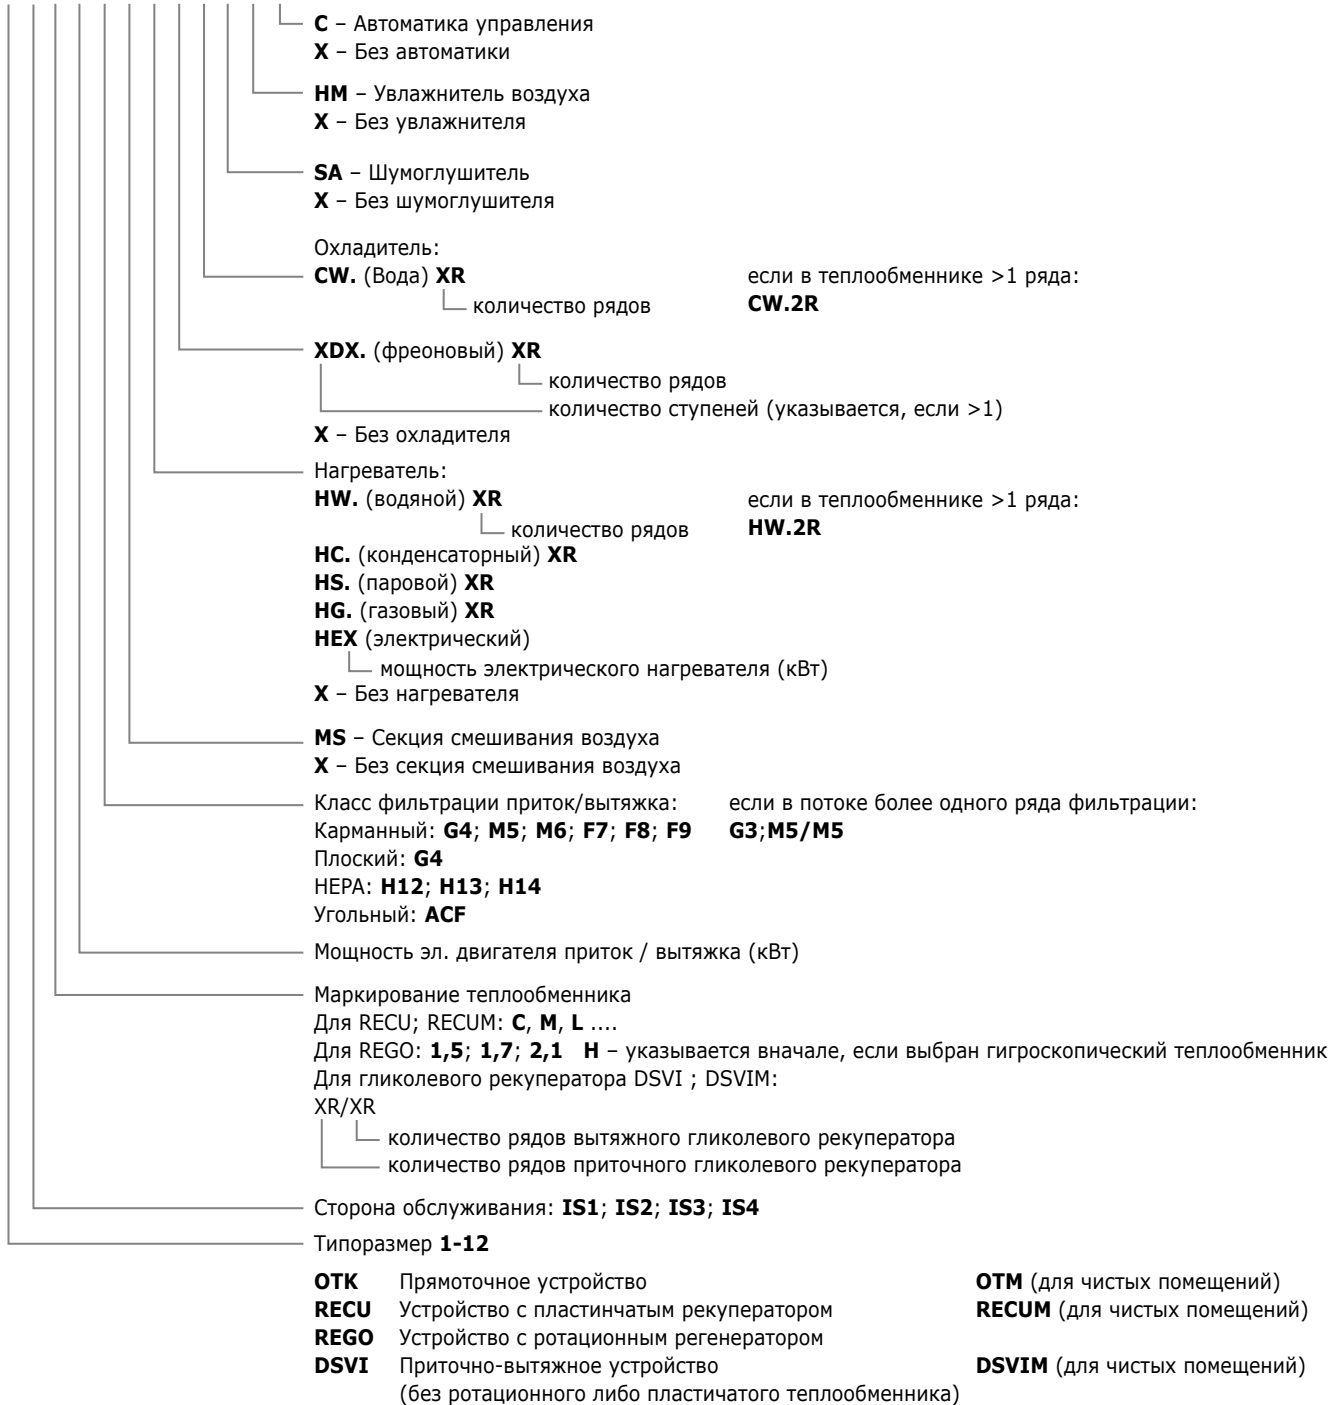 C – Автоматика управления
X – Без автоматики
HM – Увлажнитель воздуха
X – Без увлажнителя
SA – Шумоглушитель
X – Без шумоглушителя
Охладитель:
CW. (Вода) XR если в теплообменнике >1 ряда:
количество рядов CW.2R
XDX. (фреоновый) XR
количество рядов
количество ступеней (указывается, если >1)
X – Без охладителя
Нагреватель:
HW. (водяной) XR если в теплообменнике >1 ряда:
количество рядов HW.2R
HC. (конденсаторный) XR
HS. (паровой) XR
HG. (газовый) XR
HEX (электрический)
мощность электрического нагревателя (кВт)
X – Без нагревателя
MS – Секция смешивания воздуха
X – Без секция смешивания воздуха
Класс фильтрации приток/вытяжка: если в потоке более одного ряда фильтрации:
Карманный: G4; M5; M6; F7; F8; F9 G3;M5/M5
Плоский: G4
HEPA: H12; H13; H14
Угольный: ACF
Мощность эл. двигателя приток / вытяжка (кВт)
Маркирование теплообменника
Для RECU; RECUM: C, M, L ....
Для REGO: 1,5; 1,7; 2,1 H – указывается вначале, если выбран гигроскопический теплообменник
Для гликолевого рекуператора DSVI ; DSVIM:
XR/XR
количество рядов вытяжного гликолевого рекуператора
количество рядов приточного гликолевого рекуператора
Сторона обслуживания: IS1; IS2; IS3; IS4
Типоразмер 1-12
OTK Прямоточное устройство OTM (для чистых помещений)
RECU Устройство с пластинчатым рекуператором RECUM (для чистых помещений)
REGO Устройство с ротационным регенератором
DSVI Приточно-вытяжное устройство DSVIM (для чистых помещений)
(без ротационного либо пластичатого теплообменника)